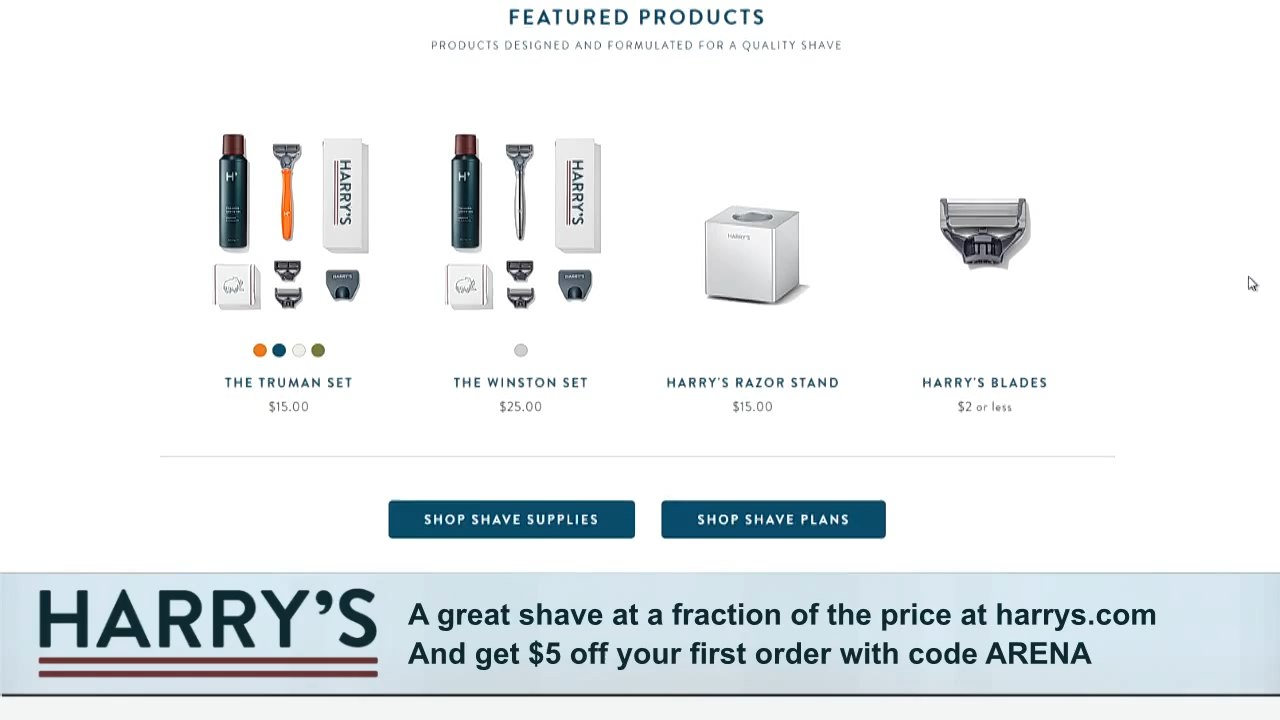 FEATURED PRODUCTS
PRODUCTS DESIGNED AND FORMULATED FOR A QUALITY SHAVE
H'
HARRY'S
H'
HARRY'S
HARRY'S
HARRY'S
HARRY'S
THE TRUMAN SET
$15.00
THE WINSTON SET
$25.00
HARRY'S RAZOR STAND
$15.00
HARRY'S BLADES
$2 or less
SHOP SHAVE SUPPLIES
SHOP SHAVE PLANS
HARRY'S
A great shave at a fraction of the price at harrys.com
And get $5 off your first order with code ARENA